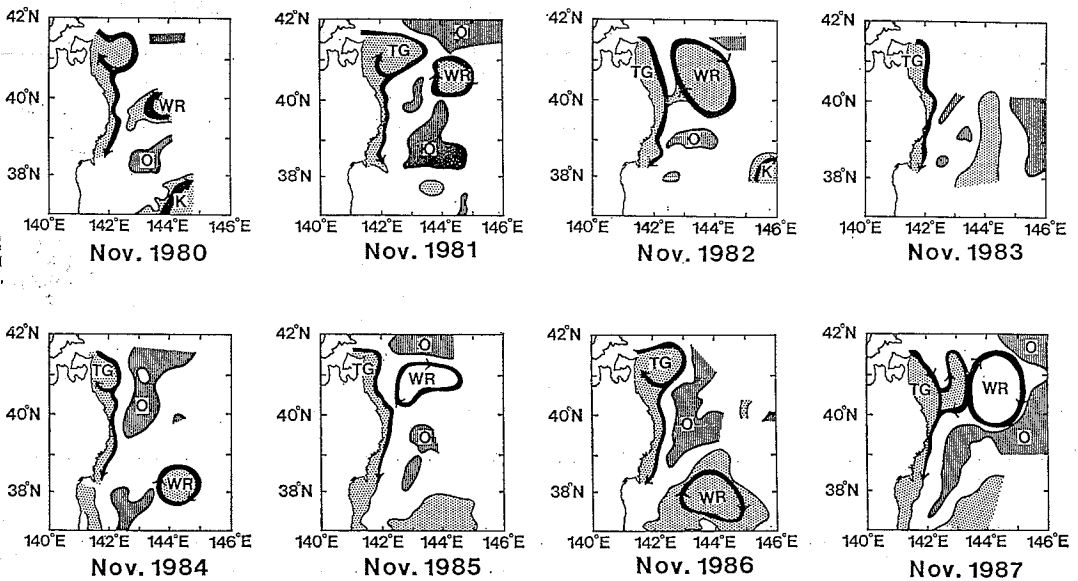 42°N 42°N 42°N 42°N
TG O TG
WR WR TG WR
40°N WR 40°N 40°N 40°N
O O O
38°N K 38°N 38°N K 38°N
140°E 142°E 144°E 146°E 140°E 142°E 144°E 146°E 140°E 142°E 144°E 146°E 140°E 142°E 144°E 146°E
Nov. 1980 Nov. 1981 Nov. 1982 Nov. 1983
42°N 42°N 42°N 42°N
TG TG O TG O
O WR TG WR
40°N O 40°N O 40°N O 40°N O
38°N WR 38°N 38°N WR 38°N
140°E 142°E 144°E 146°E 140°E 142°E 144°E 146°E 140°E 142°E 144°E 146°E 140°E 142°E 144°E 146°E
Nov. 1984 Nov. 1985 Nov. 1986 Nov. 1987